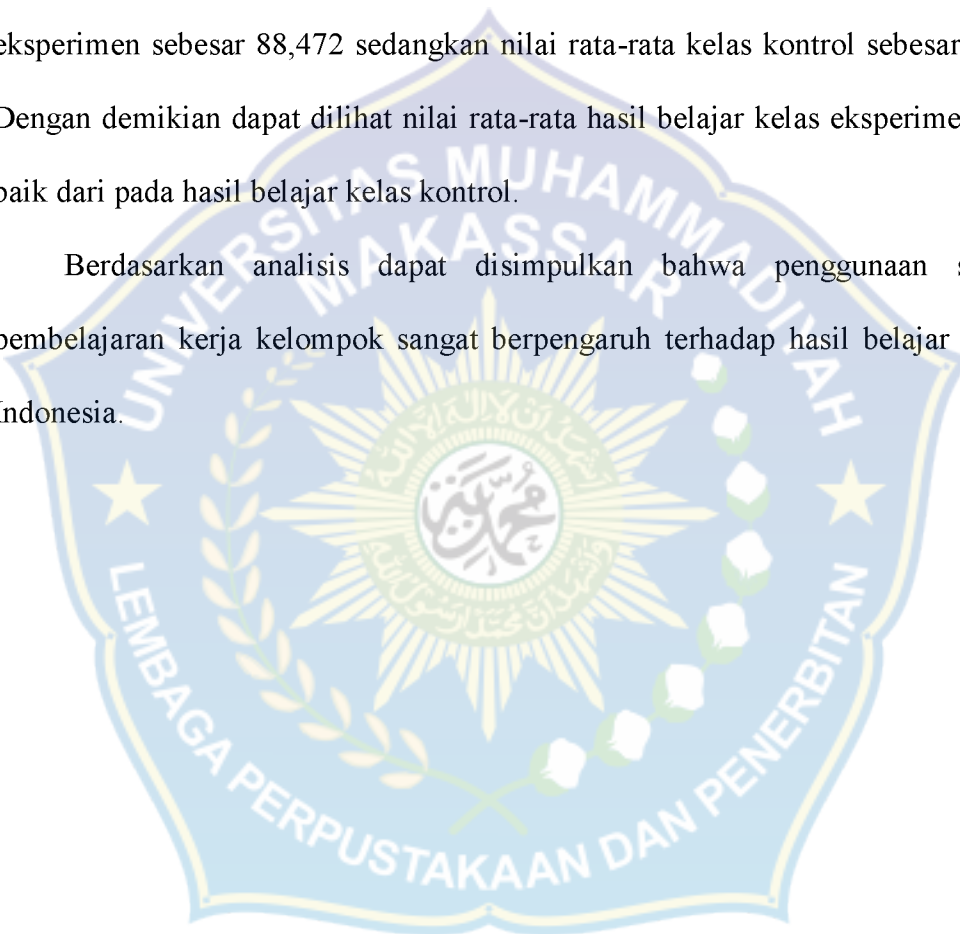 eksperimen sebesar 88,472 sedangkan nilai rata-rata kelas kontrol sebesar
Dengan demikian dapat dilihat nilai rata-rata hasil belajar kelas eksperime
baik dari pada hasil belajar kelas kontrol.
Berdasarkan analisis dapat disimpulkan bahwa penggunaan s
pembelajaran kerja kelompok sangat berpengaruh terhadap hasil belajar
Indonesia.
UNIVERSITAS MUHAMMADIYAH
MAKASSAR
LEMBAGA PERPUSTAKAAN DAN PENERBITAN